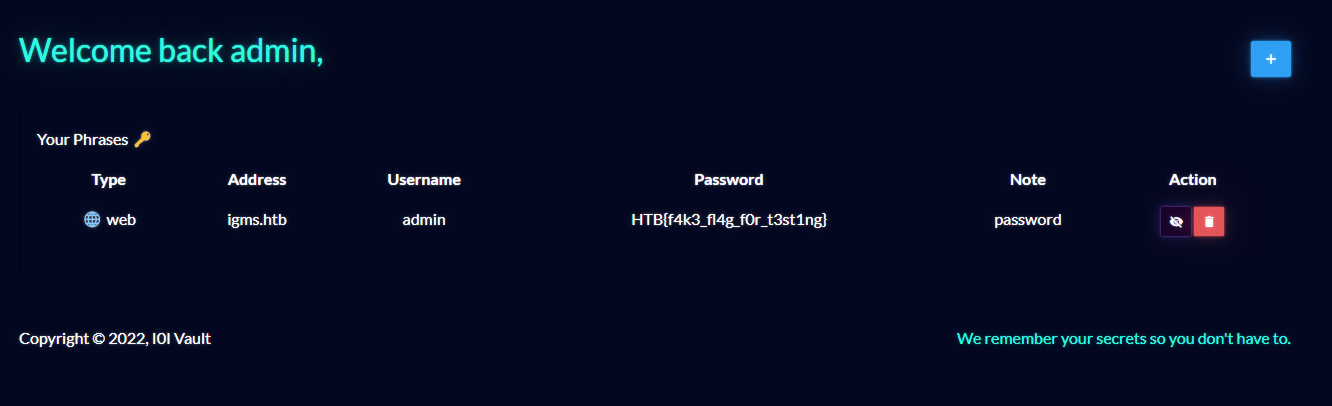 Welcome back admin,
+
Your Phrases 🔑
Type Address Username Password Note Action
🌐 web igms.htb admin HTB{f4k3_fl4g_f0r_t3st1ng} password
Copyright © 2022, I0I Vault We remember your secrets so you don't have to.